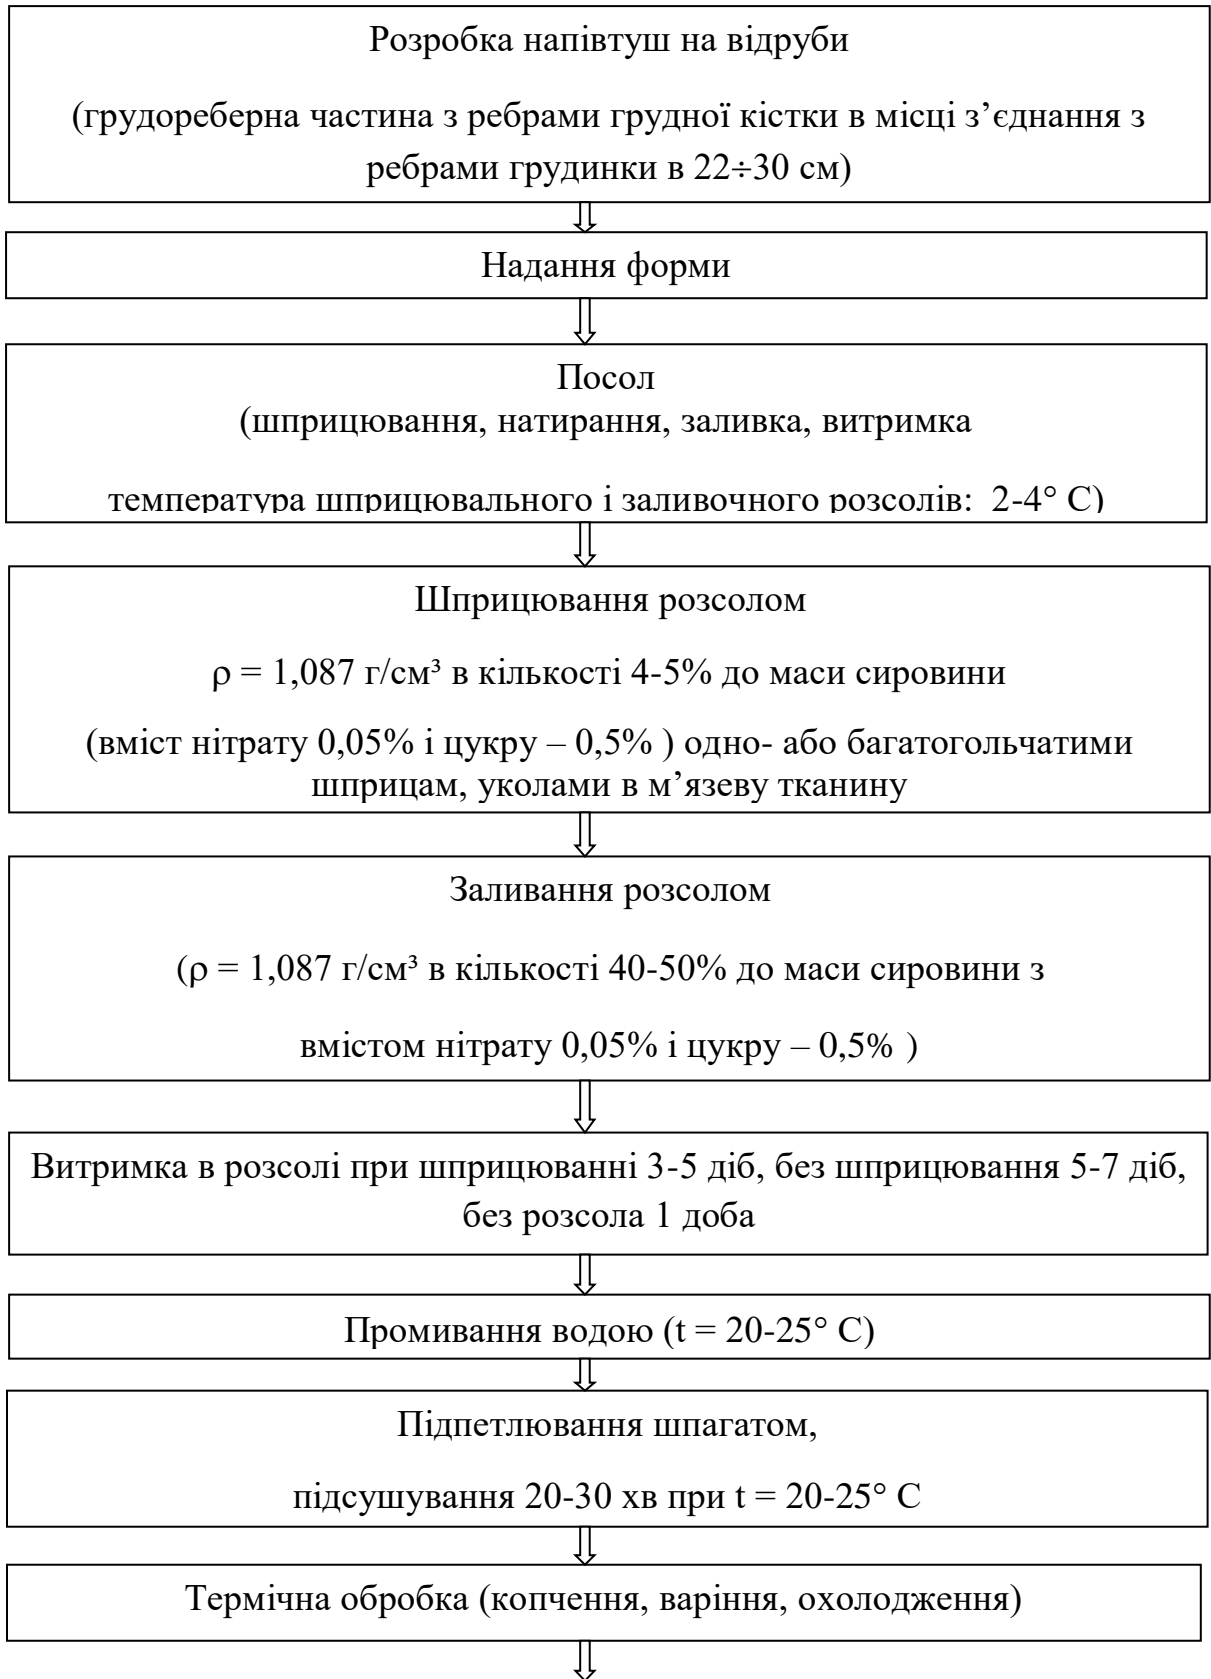 Розробка напівтуш на відруби
(грудореберна частина з ребрами грудної кістки в місці з’єднання з
ребрами грудинки в 22÷30 см)
Надання форми
Посол
(шприцювання, натирання, заливка, витримка
температура шприцювального і заливочного розсолів:  2-4° С)
Шприцювання розсолом
ρ = 1,087 г/см³ в кількості 4-5% до маси сировини
(вміст нітрату 0,05% і цукру – 0,5% ) одно- або багатогольчатими
шприцам, уколами в м’язеву тканину
Заливання розсолом
(ρ = 1,087 г/см³ в кількості 40-50% до маси сировини з
вмістом нітрату 0,05% і цукру – 0,5% )
Витримка в розсолі при шприцюванні 3-5 діб, без шприцювання 5-7 діб,
без розсола 1 доба
Промивання водою (t = 20-25° С)
Підпетлювання шпагатом,
підсушування 20-30 хв при t = 20-25° С
Термічна обробка (копчення, варіння, охолодження)